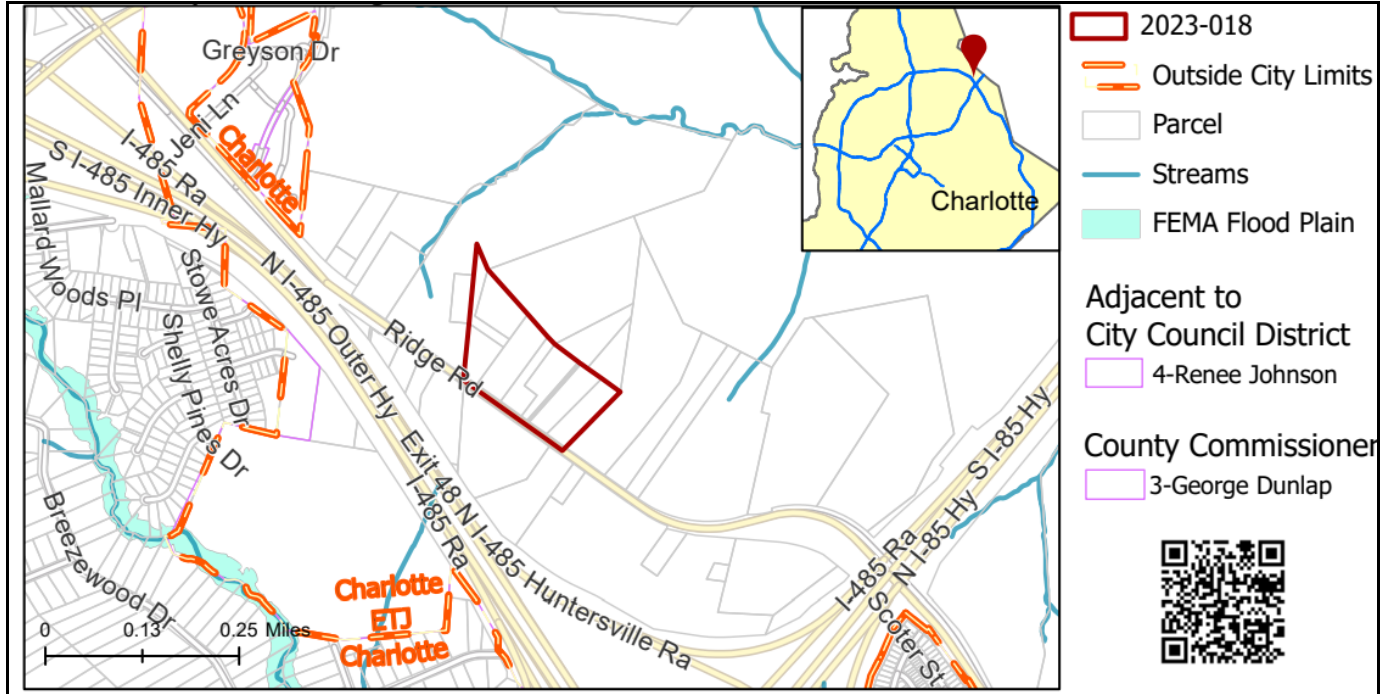 Greyson Dr
Jeni Ln
I-485 Ra
Charlotte
S I-485 Inner Hy
Mallard Woods Pl
Stowe Acres Dr
Shelly Pines Dr
N I-485 Outer Hy
Ridge Rd
Exit 48 N I-485 Huntersville Ra
I-485 Ra
Breezewood Dr
Charlotte
ETJ
Charlotte
S I-85 Hy
N I-85 Hy
I-485 Ra
Scoter St
0 0.13 0.25 Miles
Charlotte
2023-018
Outside City Limits
Parcel
Streams
FEMA Flood Plain
Adjacent to
City Council District
4-Renee Johnson
County Commissioner
3-George Dunlap